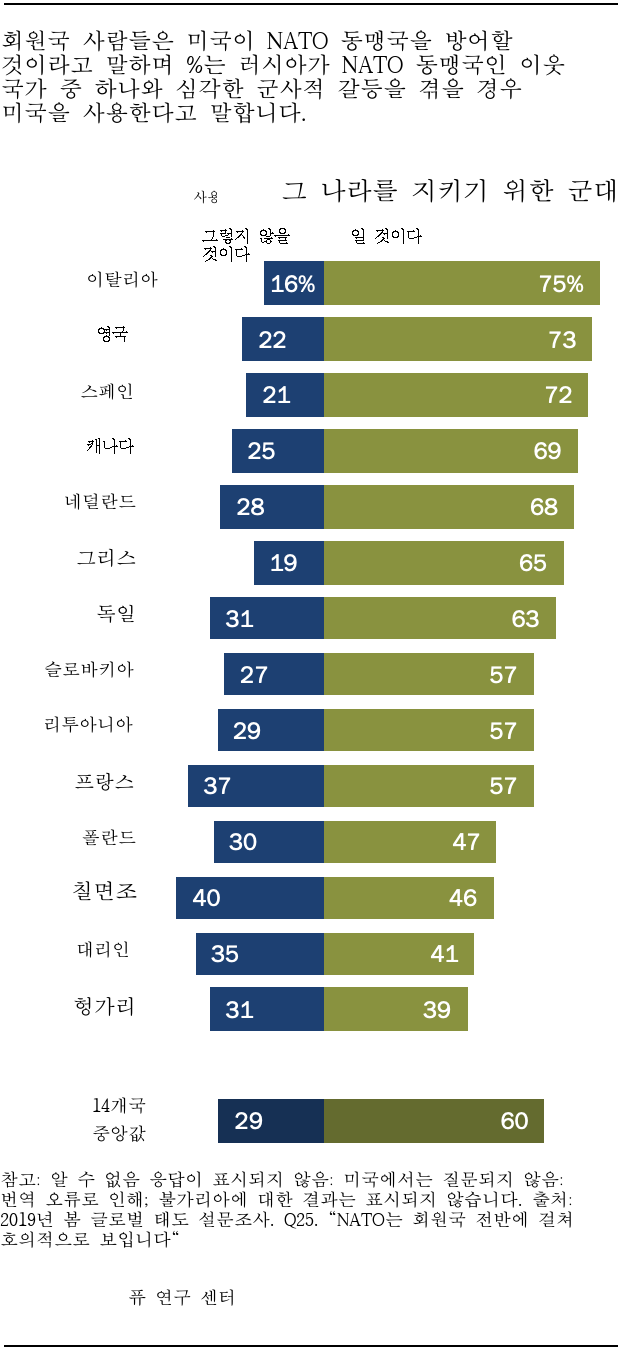 회원국 사람들은 미국이 NATO 동맹국을 방어할
것이라고 말하며 %는 러시아가 NATO 동맹국인 이웃
국가 중 하나와 심각한 군사적 갈등을 겪을 경우
미국을 사용한다고 말합니다.
사용 그 나라를 지키기 위한 군대
그렇지 않을 일 것이다
것이다
이탈리아 16% 75%
영국 22 73
스페인 21 72
캐나다 25 69
네덜란드 28 68
그리스 19 65
독일 31 63
슬로바키아 27 57
리투아니아 29 57
프랑스 37 57
폴란드 30 47
칠면조 40 46
대리인 35 41
헝가리 31 39
14개국
중앙값 29 60
참고: 알 수 없음 응답이 표시되지 않음: 미국에서는 질문되지 않음:
번역 오류로 인해; 불가리아에 대한 결과는 표시되지 않습니다. 출처:
2019년 봄 글로벌 태도 설문조사. Q25. “NATO는 회원국 전반에 걸쳐
호의적으로 보입니다“
퓨 연구 센터